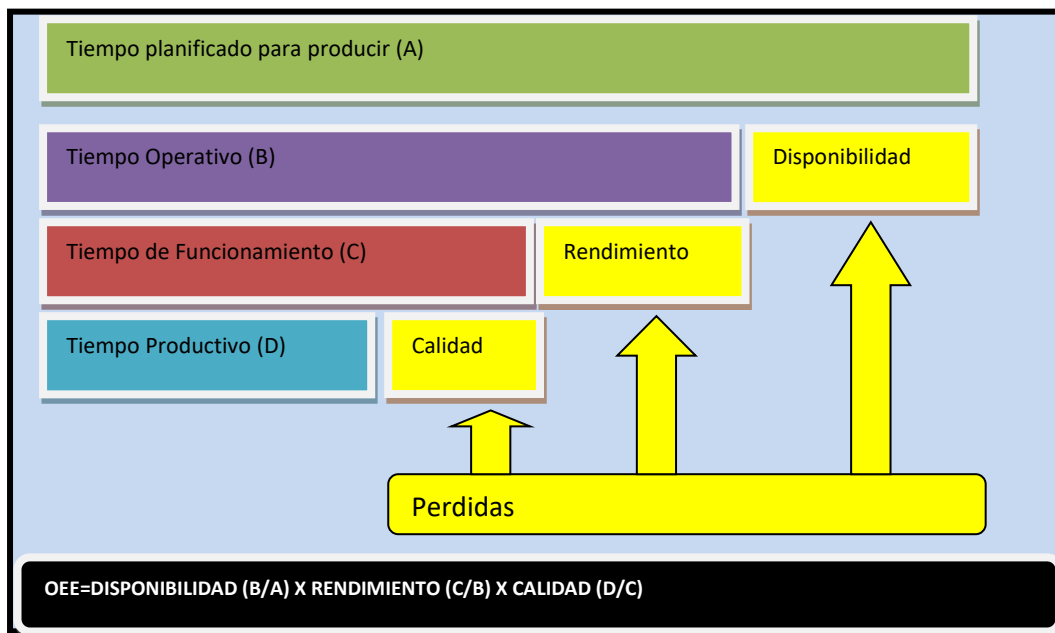 Tiempo planificado para producir (A)
Tiempo Operativo (B)
Disponibilidad
Tiempo de Funcionamiento (C)
Rendimiento
Tiempo Productivo (D)
Calidad
Perdidas
OEE=DISPONIBILIDAD (B/A) X RENDIMIENTO (C/B) X CALIDAD (D/C)